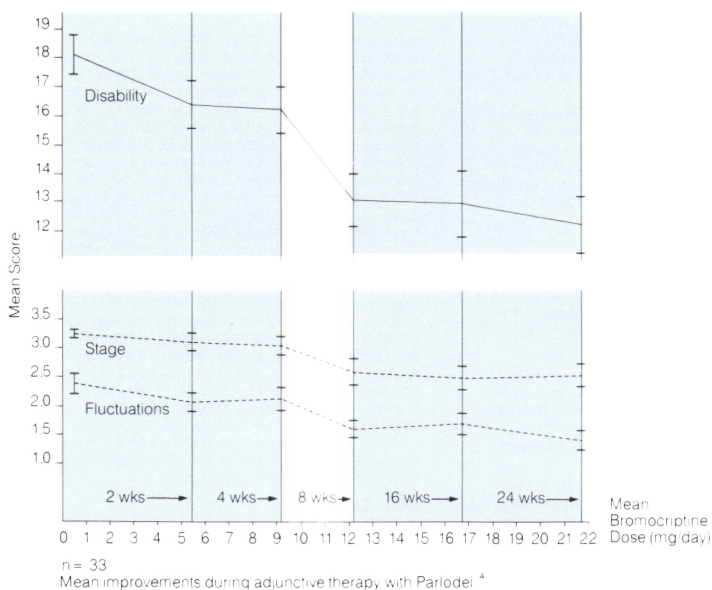 19
18
17
16
15
14
13
12
Disability
Mean Score
3.5
3.0
2.5
2.0
1.5
1.0
Stage
Fluctuations
2 wks 4 wks 8 wks 16 wks 24 wks
0 1 2 3 4 5 6 7 8 9 10 11 12 13 14 15 16 17 18 19 20 21 22
Mean
Bromocriptine
Dose (mg/day)
n = 33
Mean improvements during adjunctive therapy with Parlodel 4